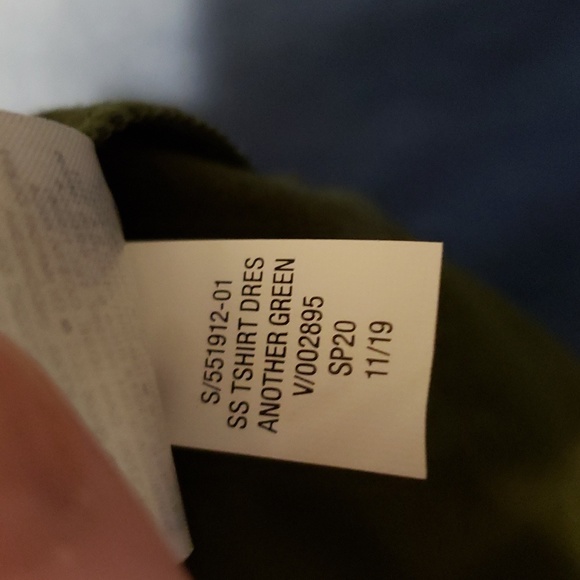 S/551912-01
SS TSHIRT DRES
ANOTHER GREEN
V/002895
SP20
11/19